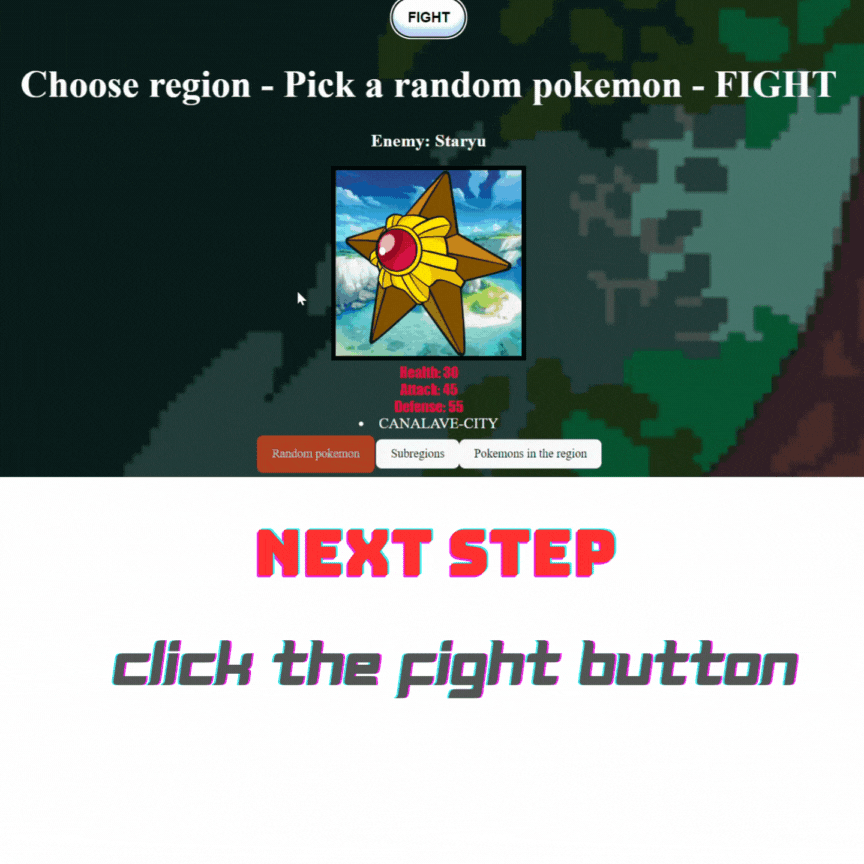 FIGHT
Choose region - Pick a random pokemon - FIGHT
Enemy: Staryu
Health: 30
Attack: 45
Defense: 55
• CANALAVE-CITY
Random pokemon Subregions Pokemons in the region
NEXT STEP
click the fight button